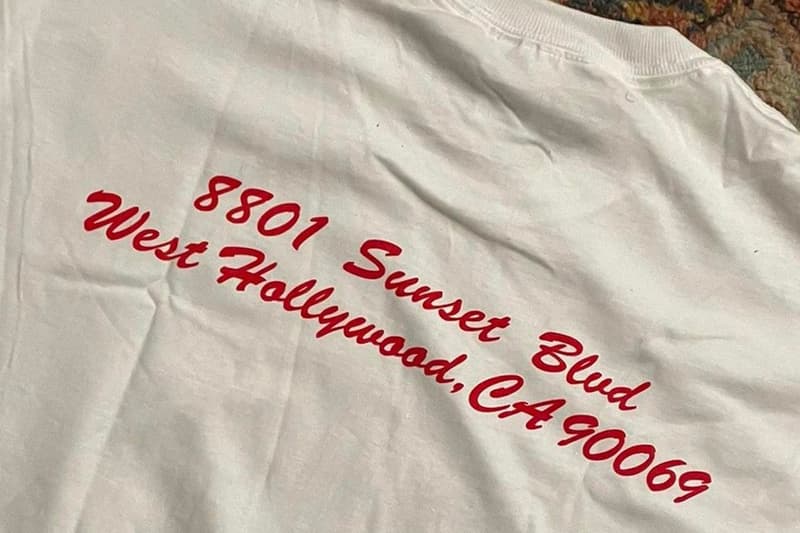 8801 Sunset Blvd
West Hollywood, CA 90069